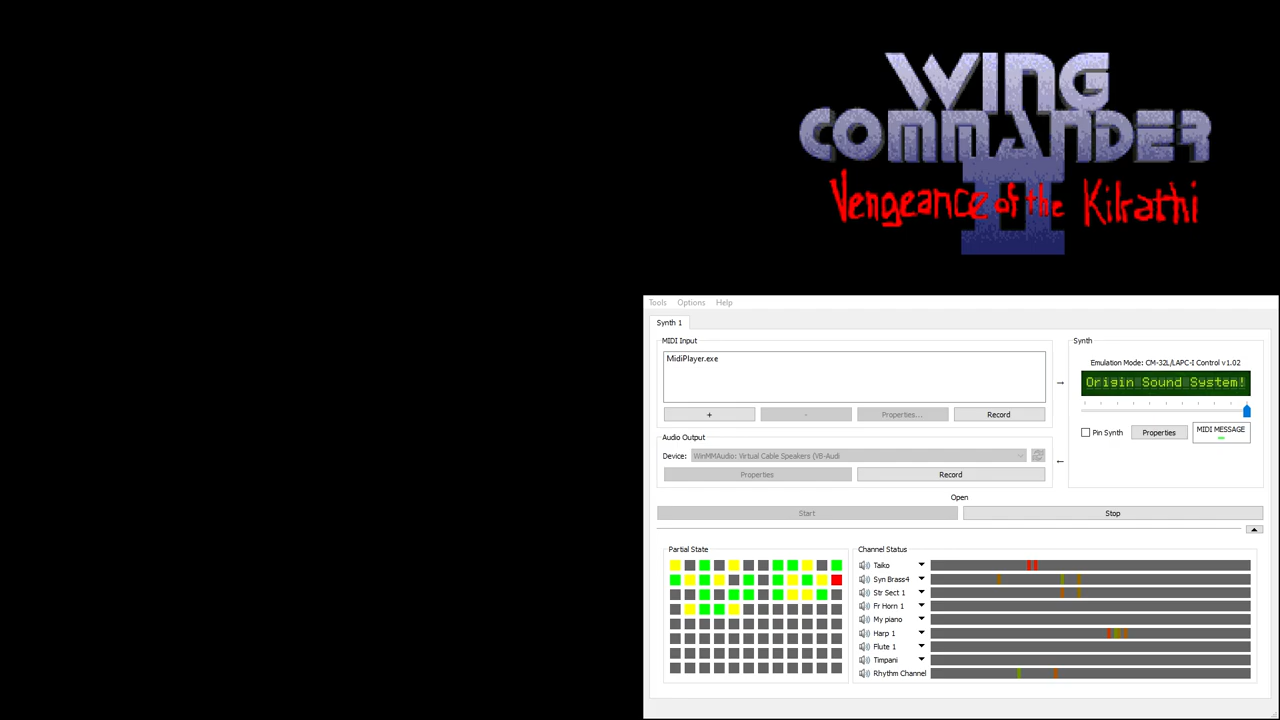 WING
COMMANDER
II
Vengeance of the Kilrathi
Tools Options Help
Synth 1
MIDI Input
MidiPlayer.exe
+ - Properties... Record
Synth
Emulation Mode: CM-32L/LAPC-I Control v1.02
Origin Sound System!
Pin Synth Properties MIDI MESSAGE
Audio Output
Device: WinMMAudio: Virtual Cable Speakers (VB-Audi
Properties Record
Open
Start Stop
Partial State
Channel Status
Taiko
Syn Brass4
Str Sect 1
Fr Horn 1
My piano
Harp 1
Flute 1
Timpani
Rhythm Channel